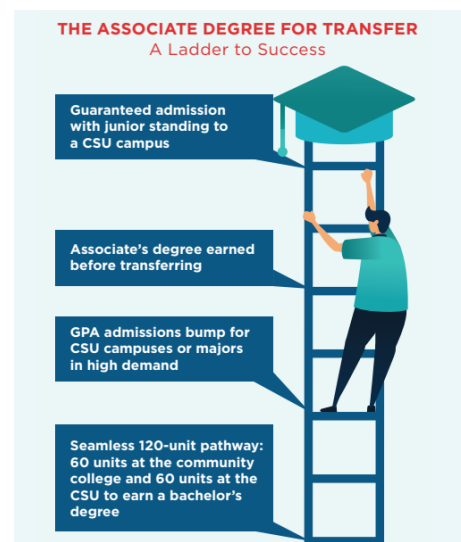 THE ASSOCIATE DEGREE FOR TRANSFER
A Ladder to Success
Guaranteed admission
with junior standing to
a CSU campus
Associate's degree earned
before transferring
GPA admissions bump for
CSU campuses or majors
in high demand
Seamless 120-unit pathway:
60 units at the community
college and 60 units at the
CSU to earn a bachelor's
degree